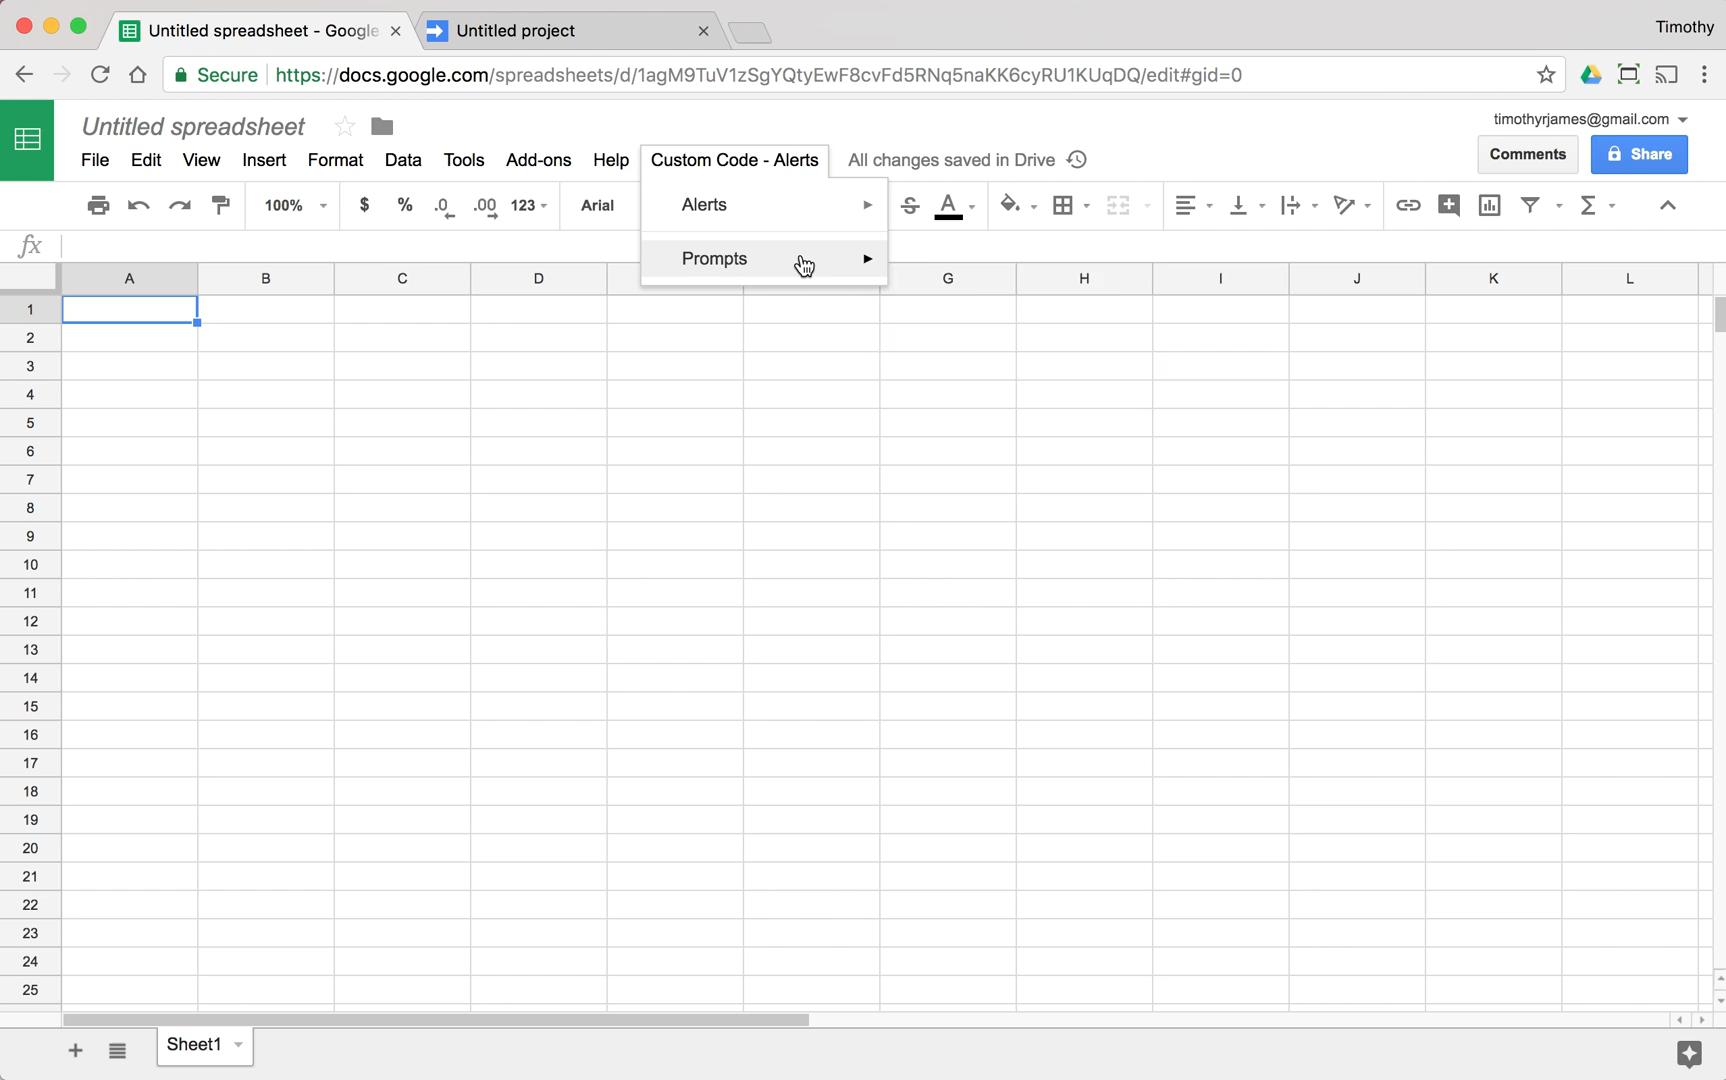 Untitled spreadsheet - Google
Untitled project
Timothy
Secure https://docs.google.com/spreadsheets/d/1agM9TuV1zSgYQtyEwF8cvFd5RNq5naKK6cyRU1KUqDQ/edit#gid=0
Untitled spreadsheet
timothyrjames@gmail.com
File Edit View Insert Format Data Tools Add-ons Help Custom Code - Alerts All changes saved in Drive
Comments Share
100% $ % .0 .00 123 Arial
Alerts
S A Σ
fx
Prompts
A B C D G H I J K L
1
2
3
4
5
6
7
8
9
10
11
12
13
14
15
16
17
18
19
20
21
22
23
24
25
Sheet1